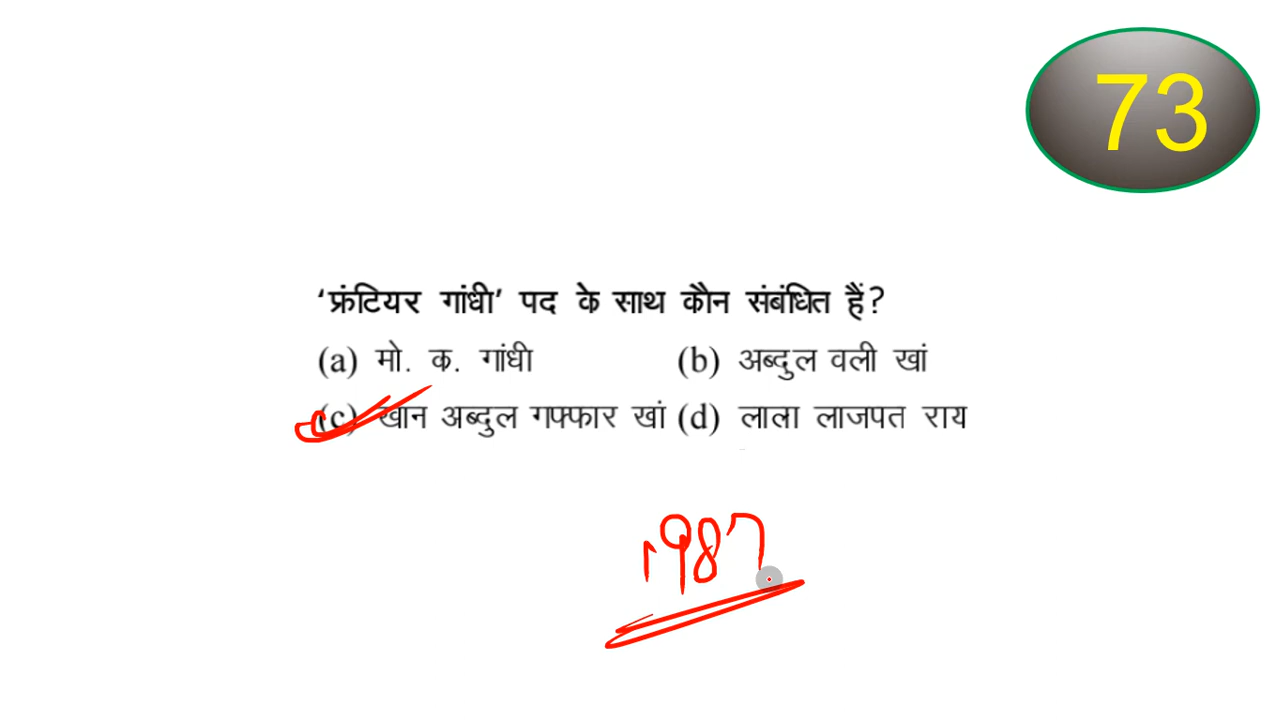 73
‘फ्रंटियर गांधी’ पद के साथ कौन संबंधित हैं?
(a) मो. क. गांधी (b) अब्दुल वली खां
(c) खान अब्दुल गफ्फार खां (d) लाला लाजपत राय
1987